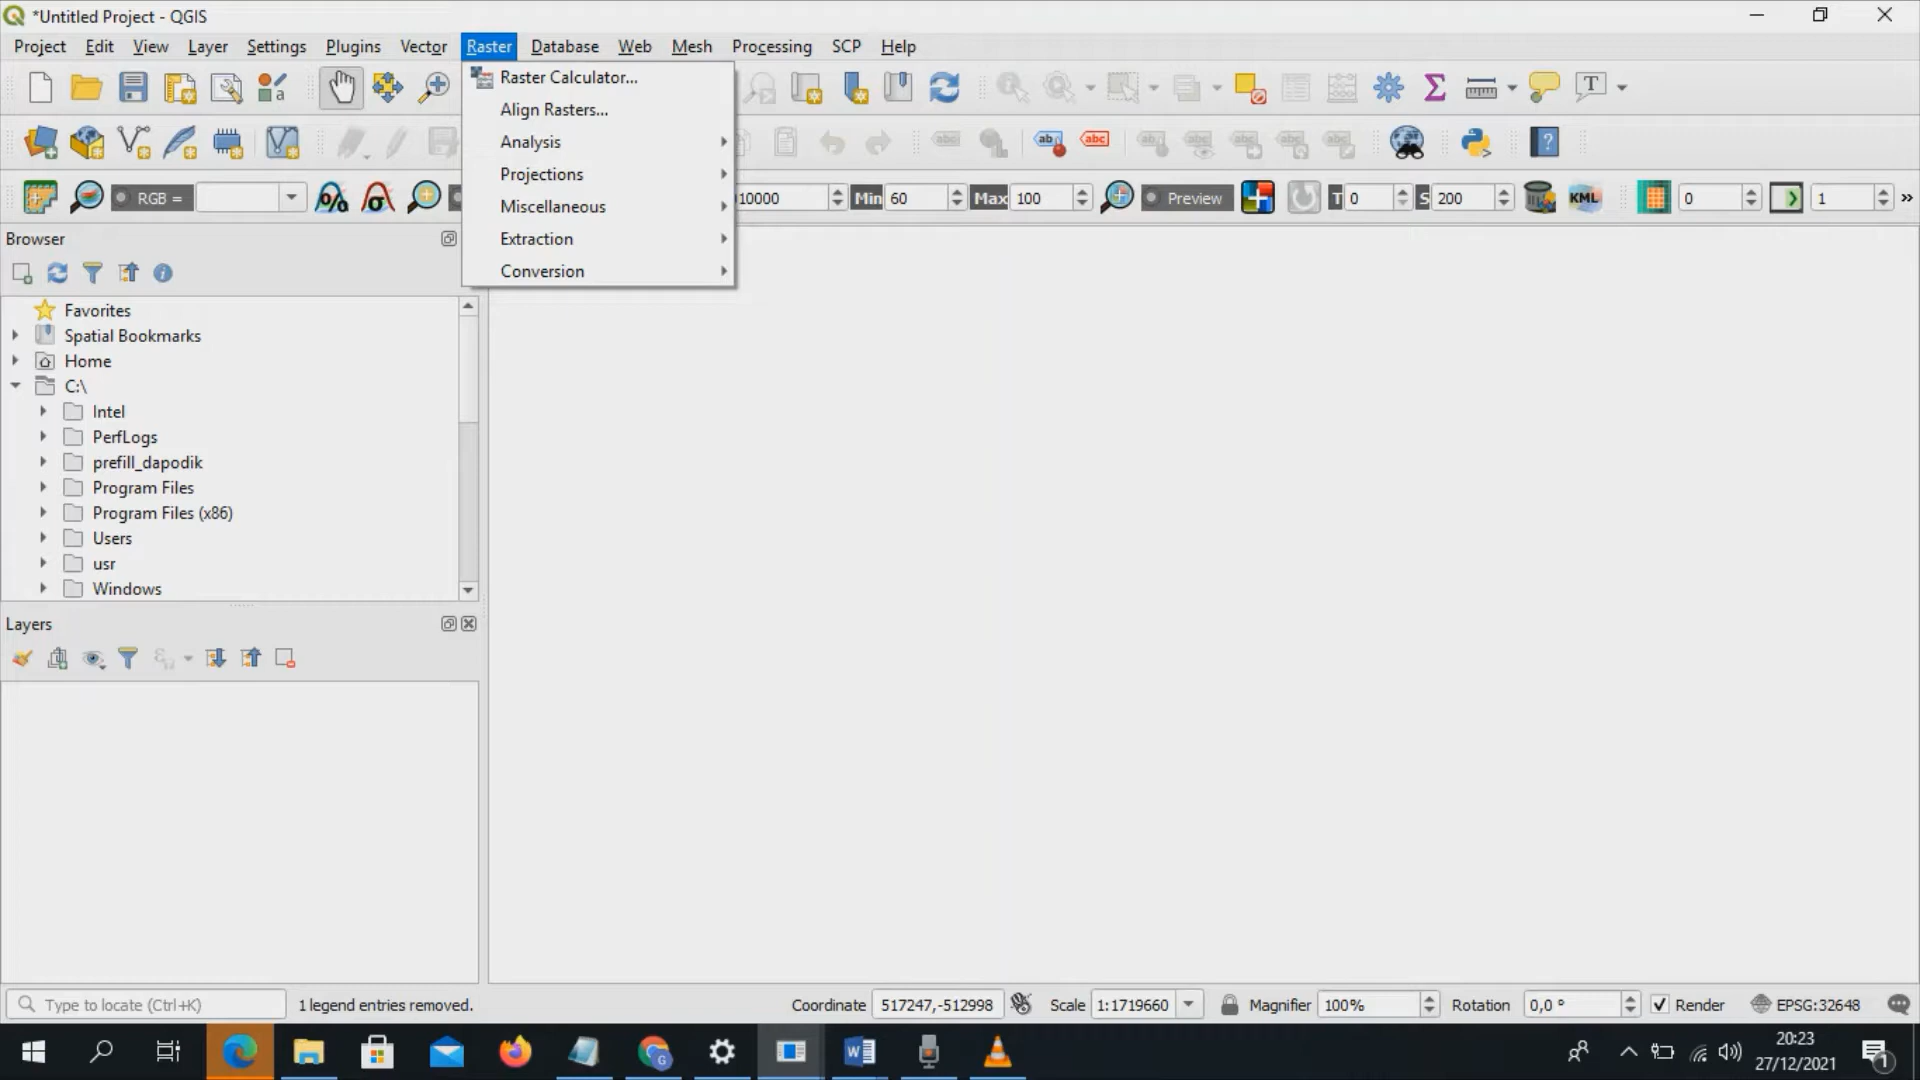 *Untitled Project - QGIS
Project Edit View Layer Settings Plugins Vector Raster Database Web Mesh Processing SCP Help
Raster Calculator...
Align Rasters...
Analysis
Projections
Miscellaneous
Extraction
Conversion
RGB = 10000 Min 60 Max 100 Preview T 0 S 200 KML 0 1 »
Browser
Favorites
Spatial Bookmarks
Home
C:\
Intel
PerfLogs
prefill_dapodik
Program Files
Program Files (x86)
Users
usr
Windows
Layers
Type to locate (Ctrl+K) 1 legend entries removed. Coordinate 517247,-512998 Scale 1:1719660 Magnifier 100% Rotation 0,0 ° Render EPSG:32648
20:23
27/12/2021
1